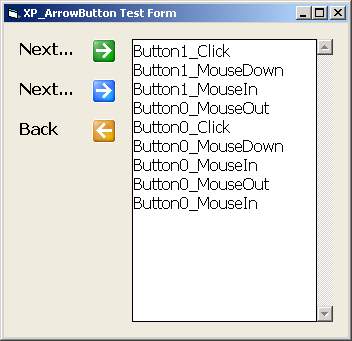 XP_ArrowButton Test Form
Next...
Next...
Back
Button1_Click
Button1_MouseDown
Button1_MouseIn
Button0_MouseOut
Button0_Click
Button0_MouseDown
Button0_MouseIn
Button0_MouseOut
Button0_MouseIn